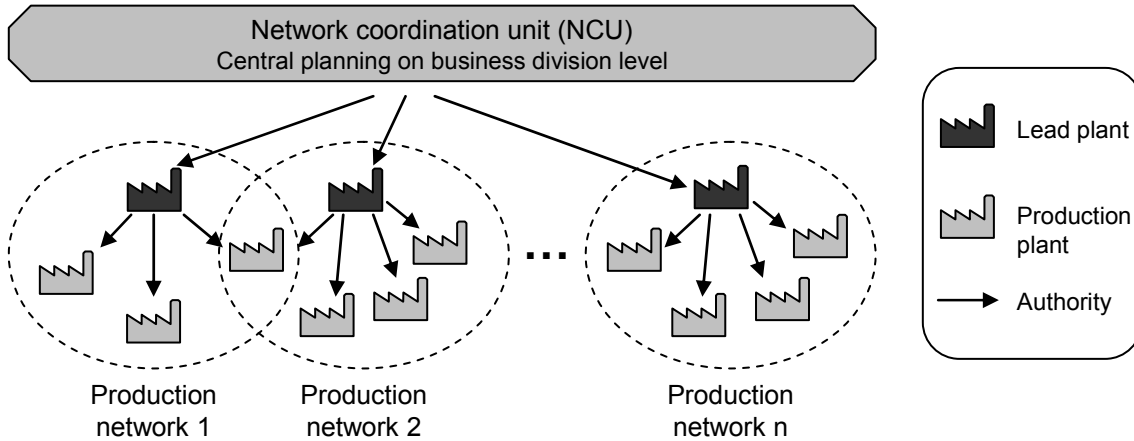 Network coordination unit (NCU)
Central planning on business division level
Lead plant
Production
plant
Authority
...
Production
network 1
Production
network 2
Production
network n